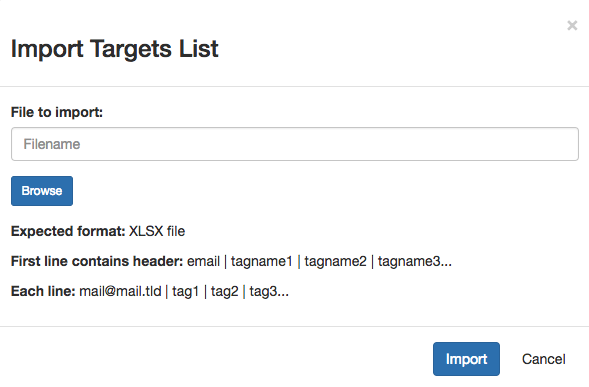 ×
Import Targets List
File to import:
Filename
Browse
Expected format: XLSX file
First line contains header: email | tagname1 | tagname2 | tagname3...
Each line: mail@mail.tld | tag1 | tag2 | tag3...
Import Cancel